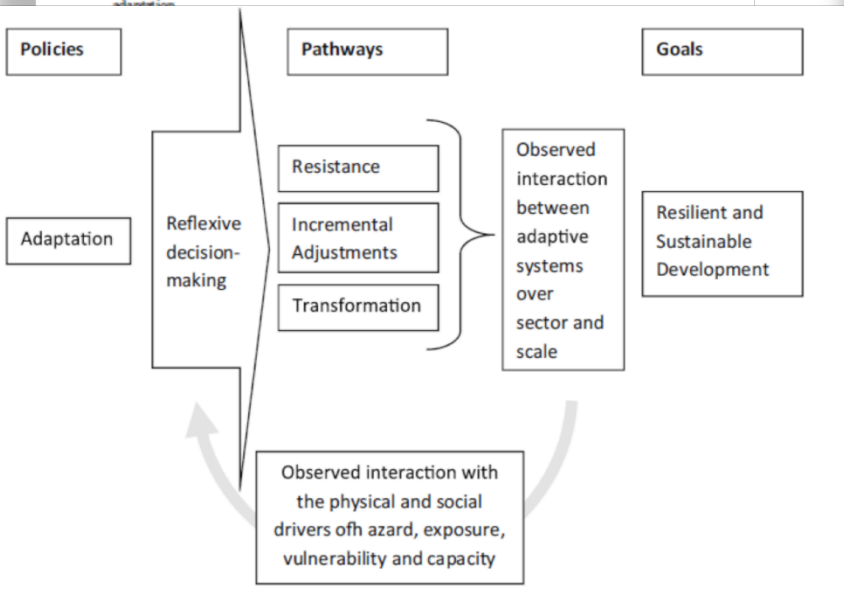 adaptation
Policies
Pathways
Goals
Adaptation
Reflexive
decision-
making
Resistance
Incremental
Adjustments
Transformation
Observed
interaction
between
adaptive
systems
over
sector and
scale
Resilient and
Sustainable
Development
Observed interaction with
the physical and social
drivers ofh azard, exposure,
vulnerability and capacity